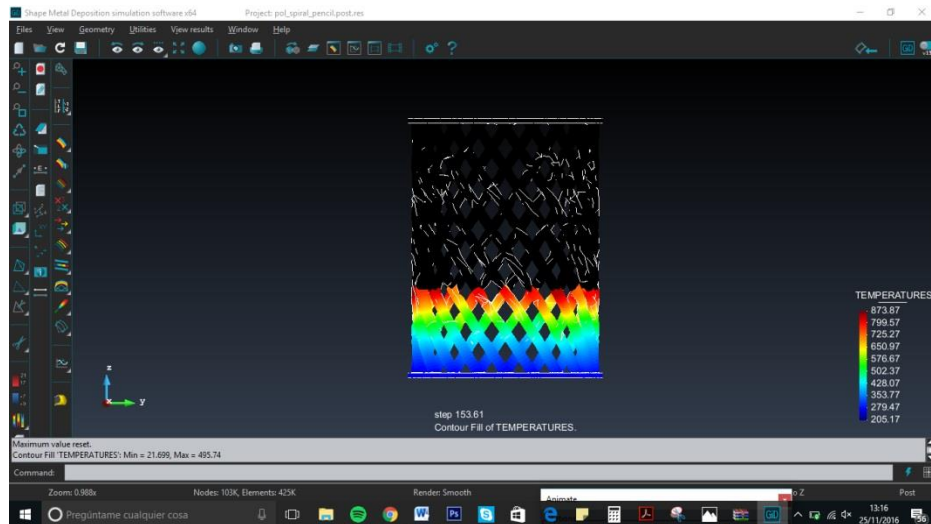 Shape Metal Deposition simulation software x64 Project: pol_spiral_pencil.post.res
Files View Geometry Utilities View results Window Help
TEMPERATURES
873.87
799.57
725.27
650.97
576.67
502.37
428.07
353.77
279.47
205.17
z
x y
step 153.61
Contour Fill of TEMPERATURES.
Maximum value reset.
Contour Fill 'TEMPERATURES': Min = 21.699, Max = 495.74
Command:
Zoom: 0.988x Nodes: 103K, Elements: 425K Render: Smooth Animate o Z Post
Pregúntame cualquier cosa
13:16
25/11/2016
56